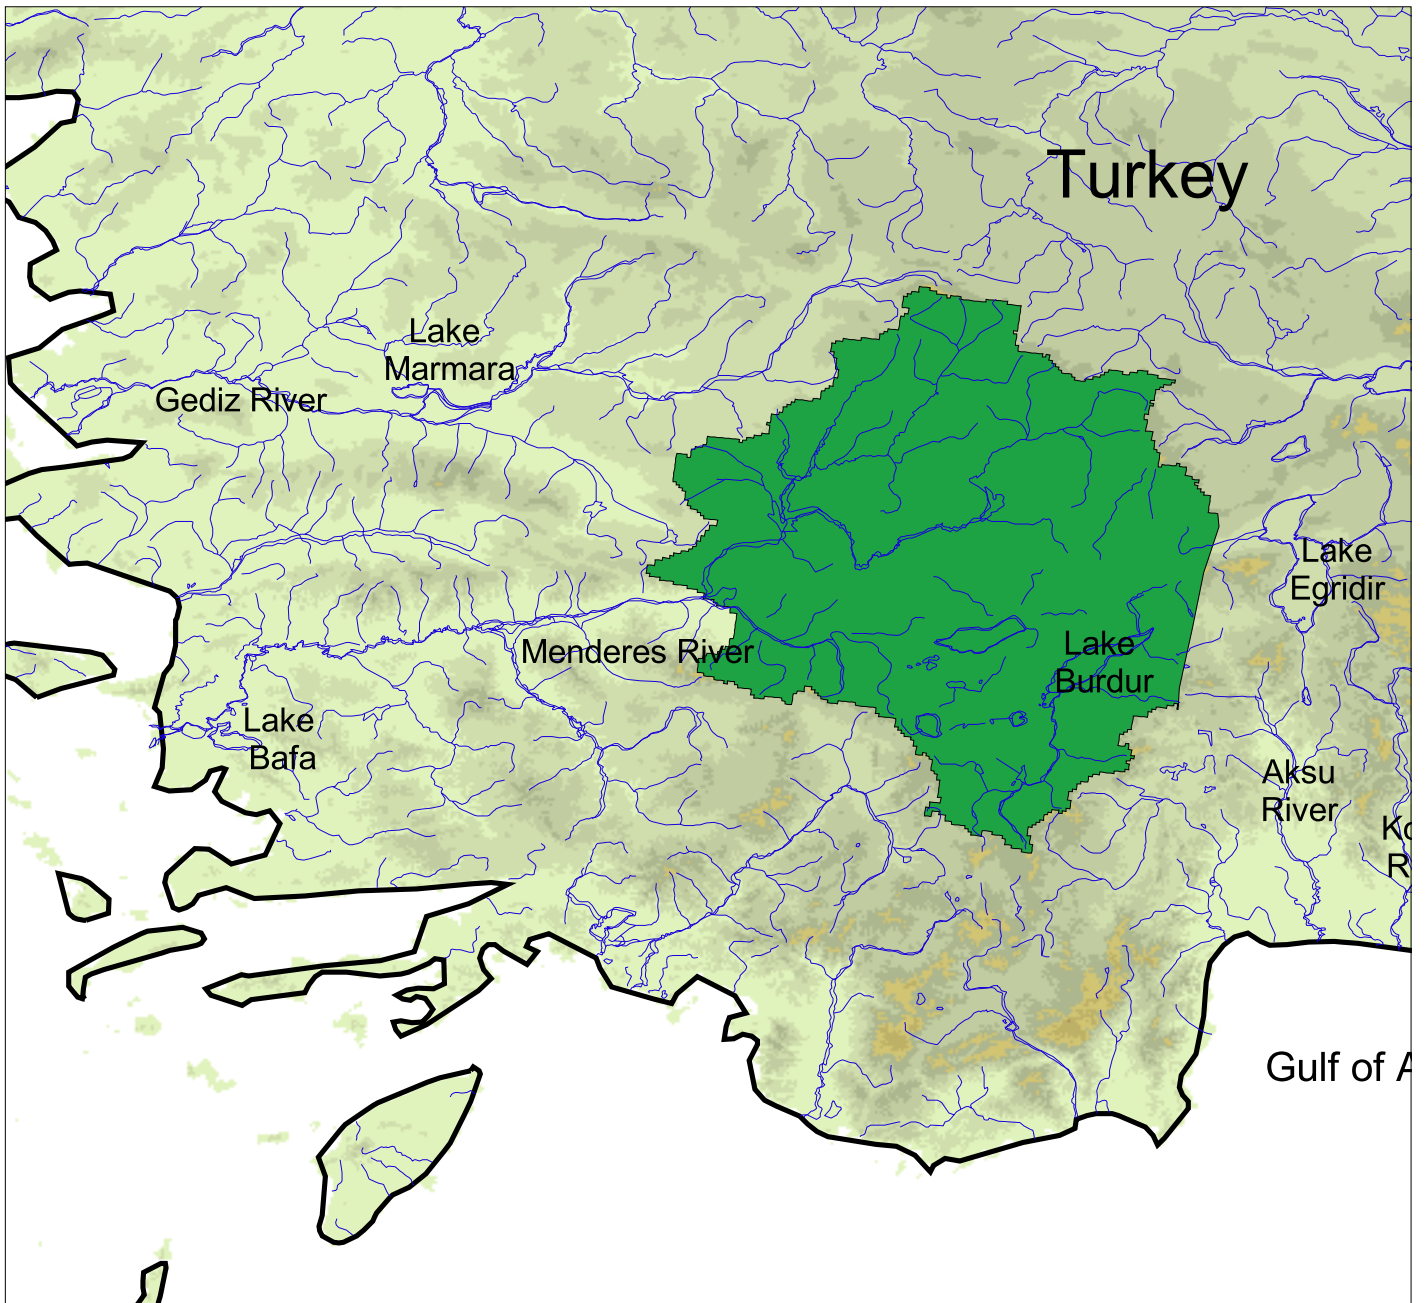 Turkey
Lake
Marmara
Gediz River
Lake
Egridir
Menderes River
Lake
Burdur
Lake
Bafa
Aksu
River
Gulf of A